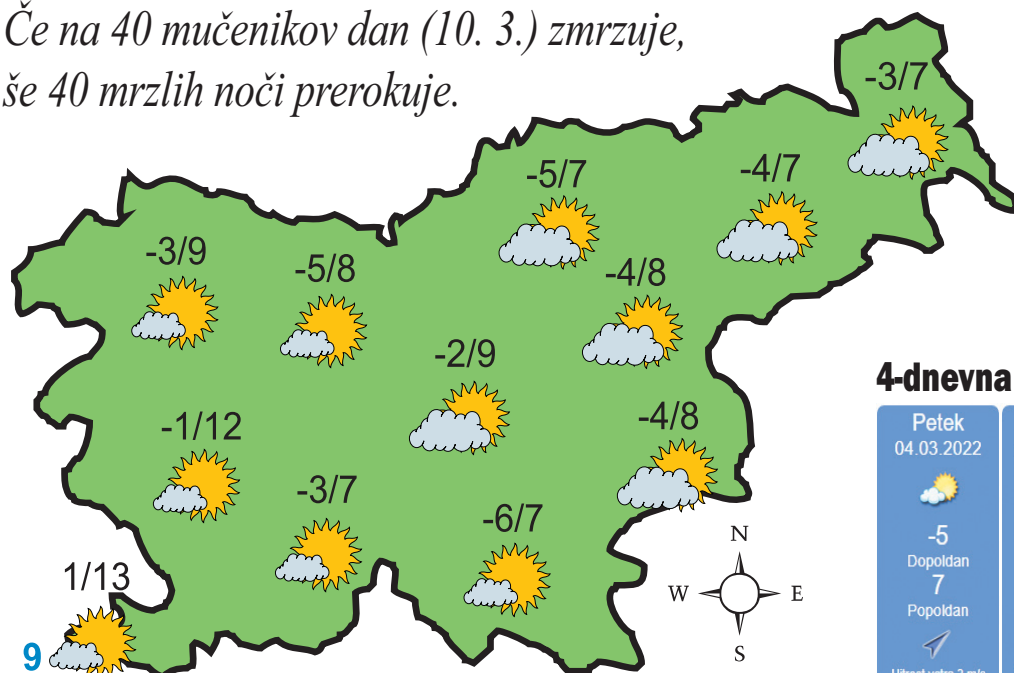 Če na 40 mučenikov dan (10. 3.) zmrzuje,
še 40 mrzlih noči prerokuje.
-3/7
-5/7
-4/7
-3/9
-5/8
-4/8
-2/9
-1/12
-4/8
-3/7
-6/7
1/13
9
N
W
E
S
4-dnevna
Petek
04.03.2022
-5
Dopoldan
7
Popoldan